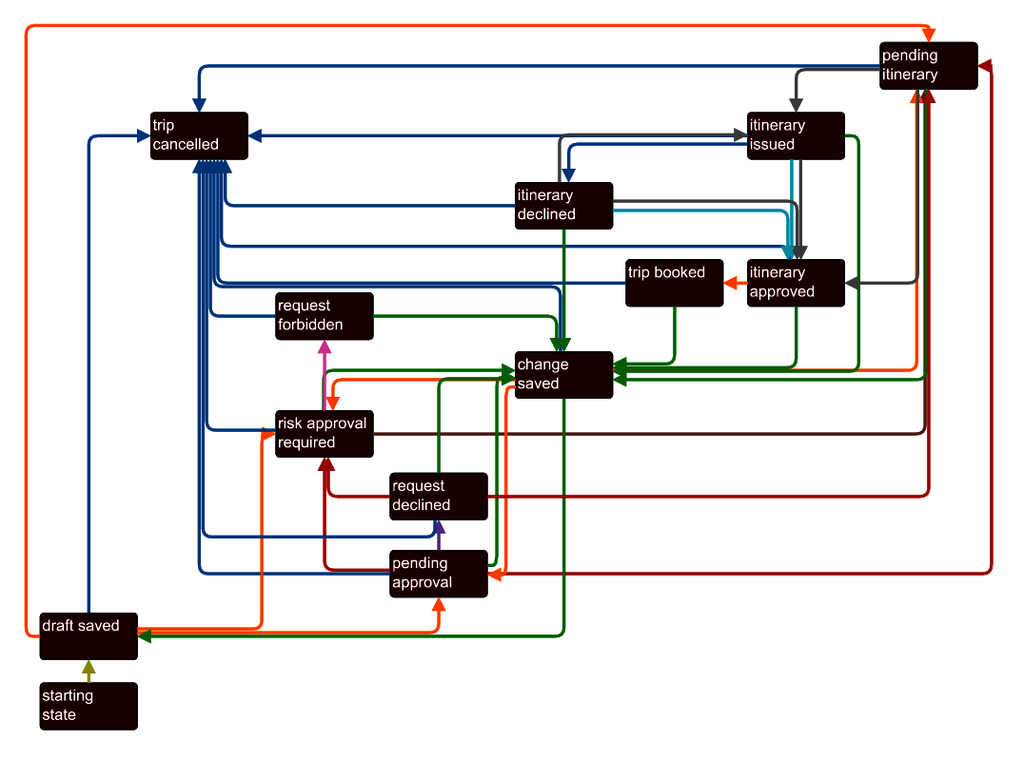 pending
itinerary
trip
cancelled
itinerary
issued
itinerary
declined
trip booked
itinerary
approved
request
forbidden
change
saved
risk approval
required
request
declined
pending
approval
draft saved
starting
state